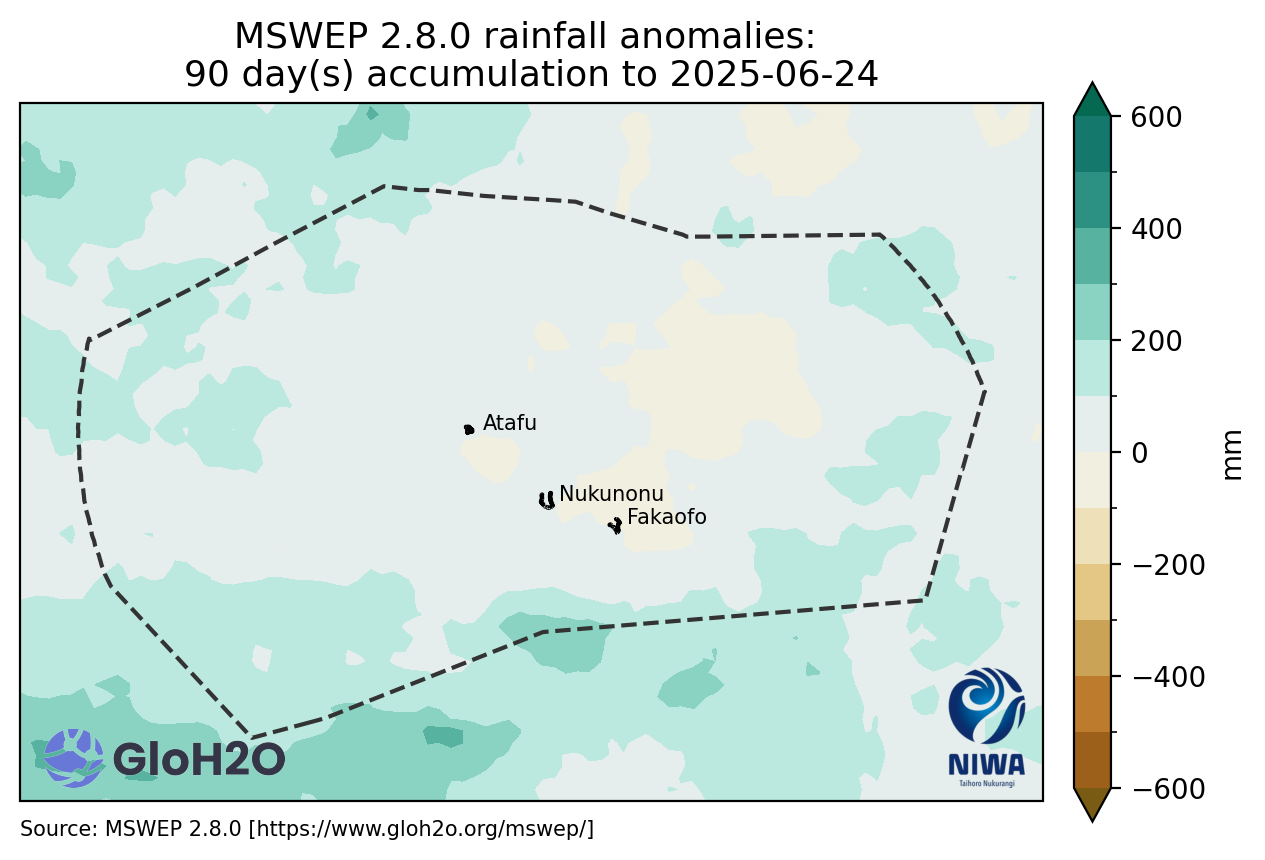 MSWEP 2.8.0 rainfall anomalies:
90 day(s) accumulation to 2025-06-24
600
400
200
0
−200
−400
−600
mm
Atafu
Nukunonu
Fakaofo
GloH2O
NIWA
Taihoro Nukurangi
Source: MSWEP 2.8.0 [https://www.gloh2o.org/mswep/]